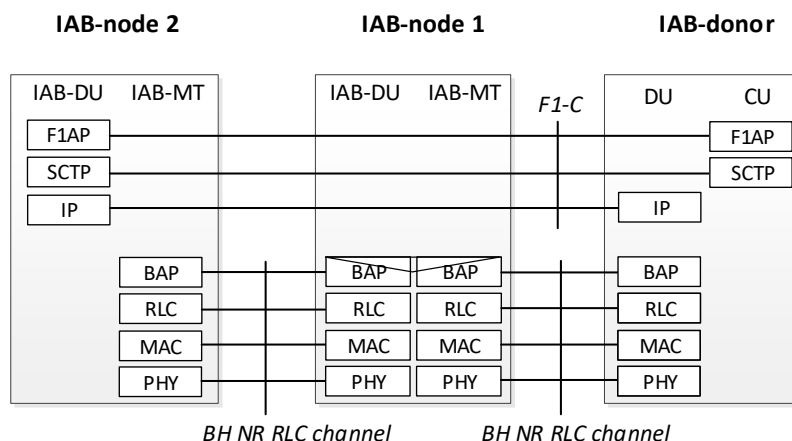 IAB-node 2 IAB-node 1 IAB-donor
IAB-DU IAB-MT IAB-DU IAB-MT F1-C DU CU
F1AP F1AP
SCTP SCTP
IP IP
BAP BAP BAP BAP
RLC RLC RLC RLC
MAC MAC MAC MAC
PHY PHY PHY PHY
BH NR RLC channel BH NR RLC channel